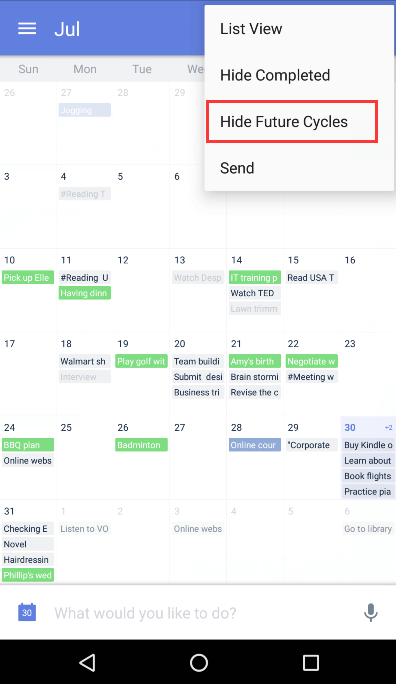 Jul
List View
Hide Completed
Hide Future Cycles
Send
Sun Mon Tue We
26 27 28 29
Jogging
3 4 5 6
#Reading T
10 11 12 13 14 15 16
Pick up Elle #Reading U Watch Desp IT training p Read USA T
Having dinn Watch TED
Lawn trimm
17 18 19 20 21 22 23
Walmart sh Play golf wit Team buildi Amy's birth Negotiate w
Interview Submit desi Brain stormi #Meeting w
Business tri Revise the c
24 25 26 27 28 29 30 +2
BBQ plan Badminton Online cour "Corporate Buy Kindle o
Online webs Learn about
Book flights
Practice pia
31 1 2 3 4 5 6
Checking E Listen to VO Online webs Go to library
Novel
Hairdressin
Phillip's wed
30 What would you like to do?